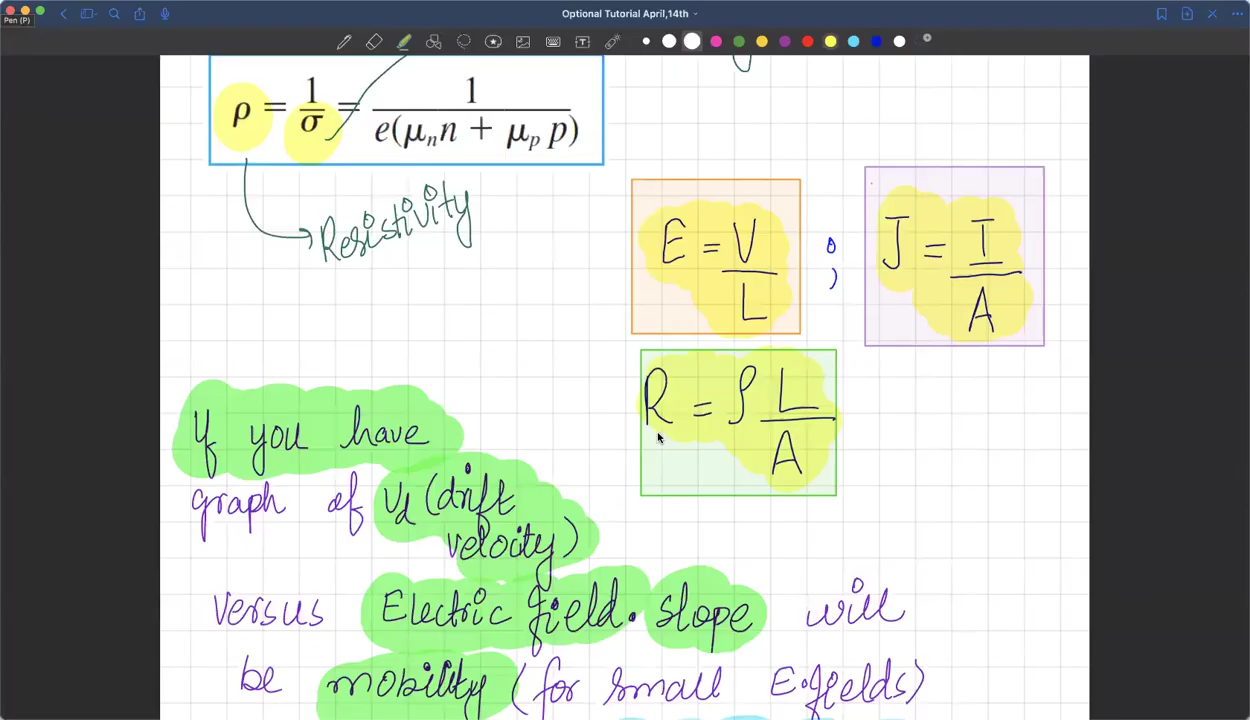 Optional Tutorial April,14th
Pen (P)
ρ = 1/σ = 1/e(μₙn + μₚp)
Resistivity
E = V/L ; J = I/A
R = ρ L/A
If you have
graph of Vd (drift
velocity)
versus Electric field. slope will
be mobility (for small E.fields)